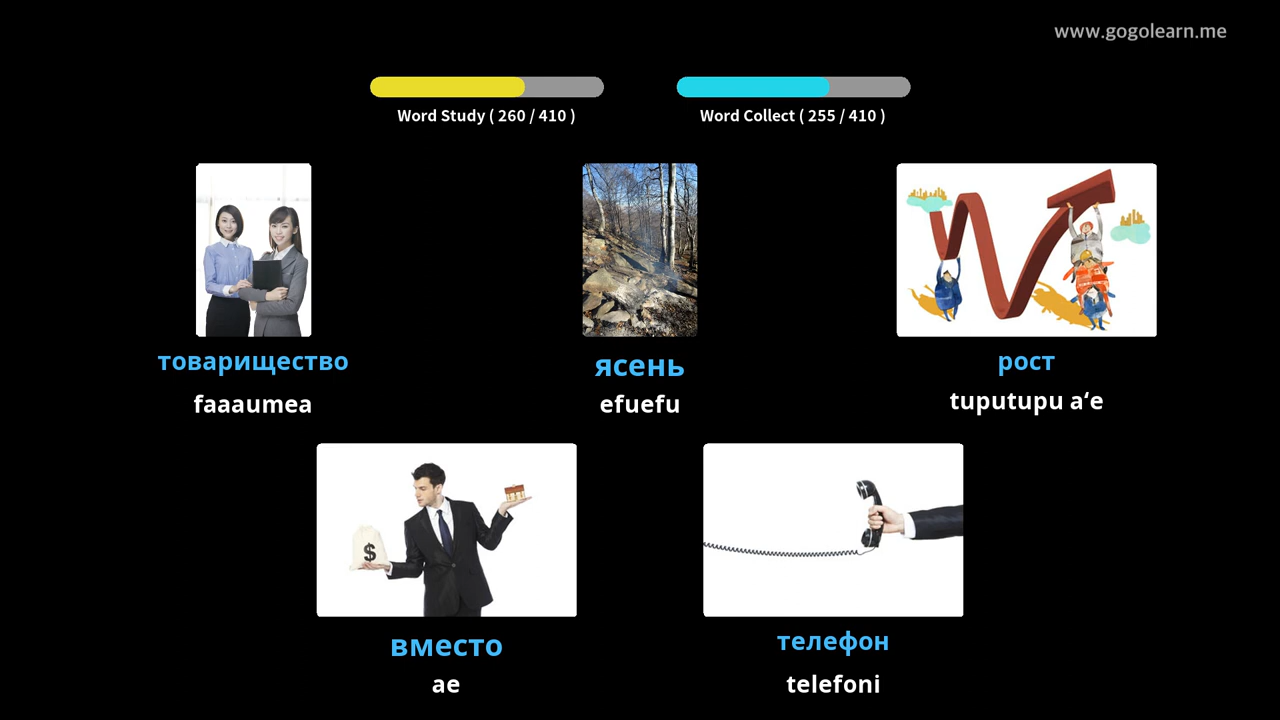 www.gogolearn.me
Word Study ( 260 / 410 )
Word Collect ( 255 / 410 )
товарищество
faaaumea
ясень
efuefu
рост
tuputupu aʻe
$
вместо
ae
телефон
telefoni